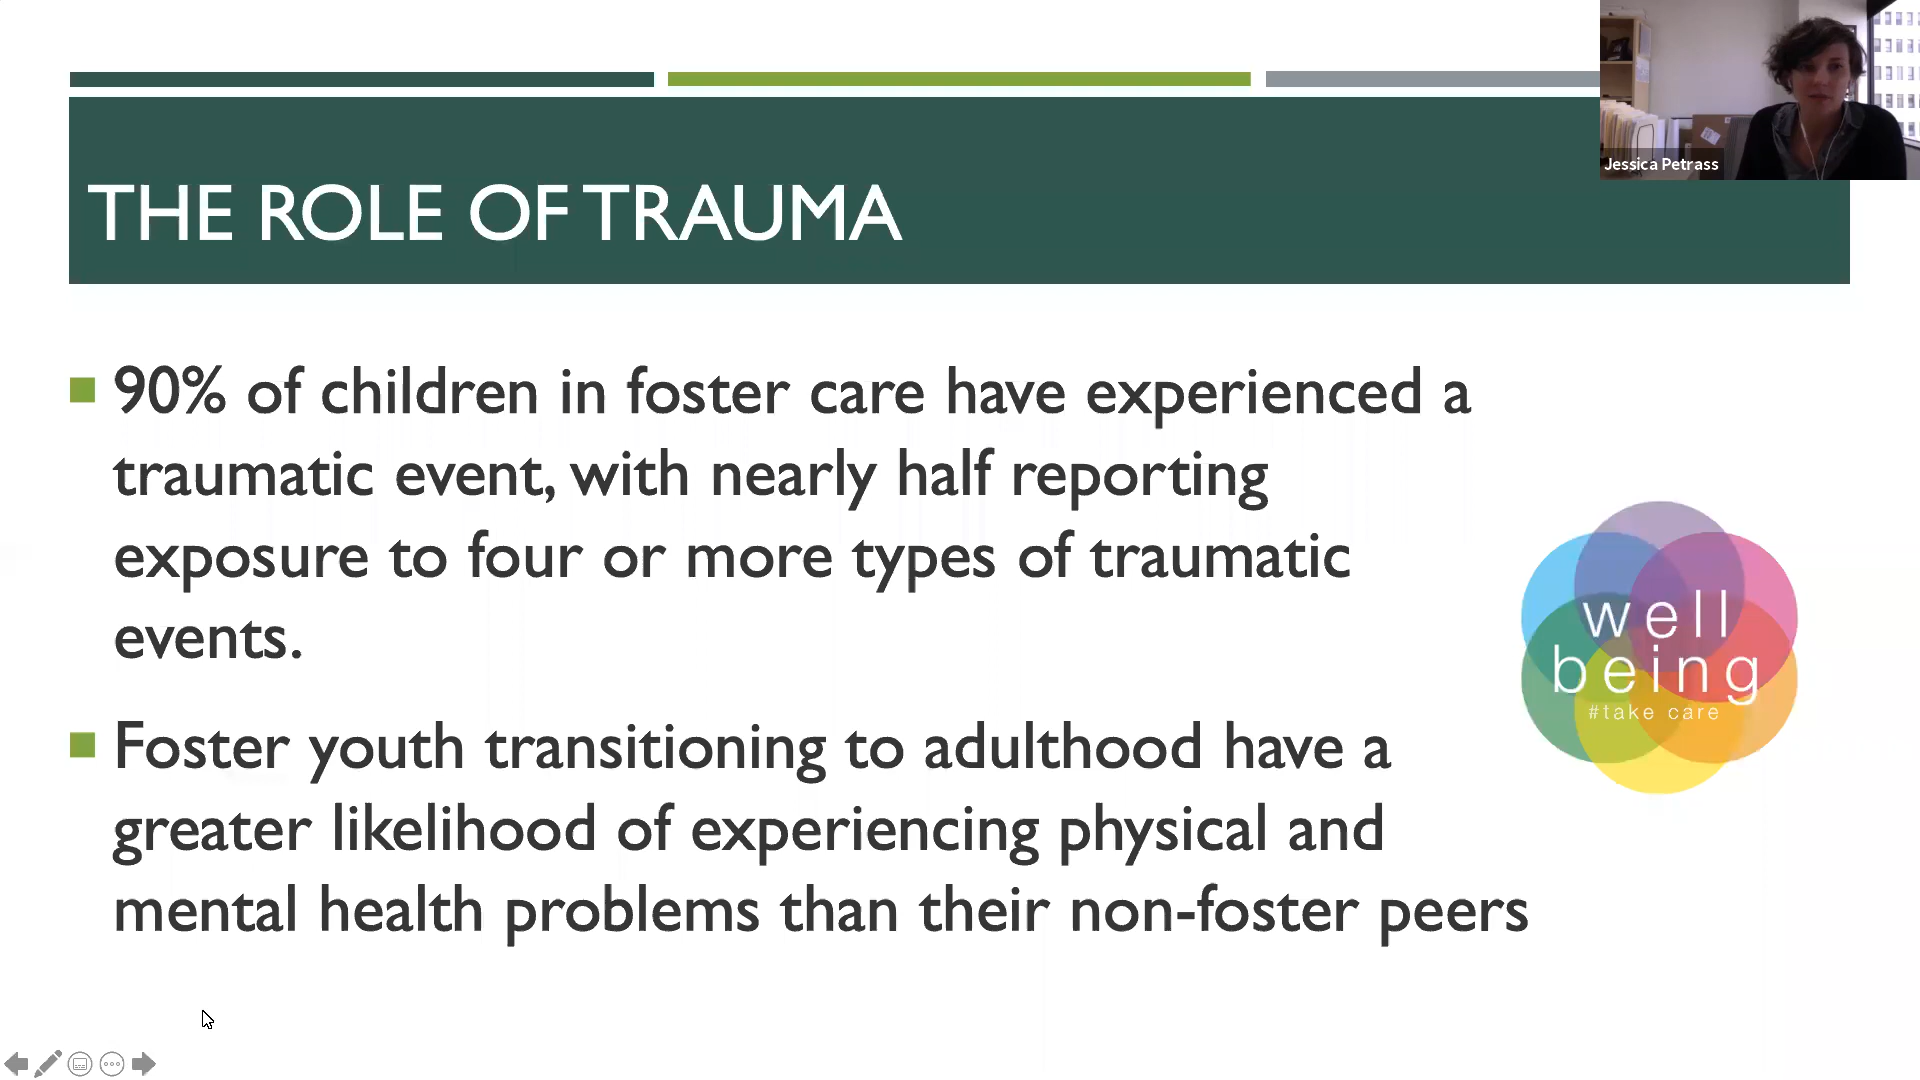 Jessica Petrass
THE ROLE OF TRAUMA
90% of children in foster care have experienced a
traumatic event, with nearly half reporting
exposure to four or more types of traumatic
events.
well
being
#take care
Foster youth transitioning to adulthood have a
greater likelihood of experiencing physical and
mental health problems than their non-foster peers